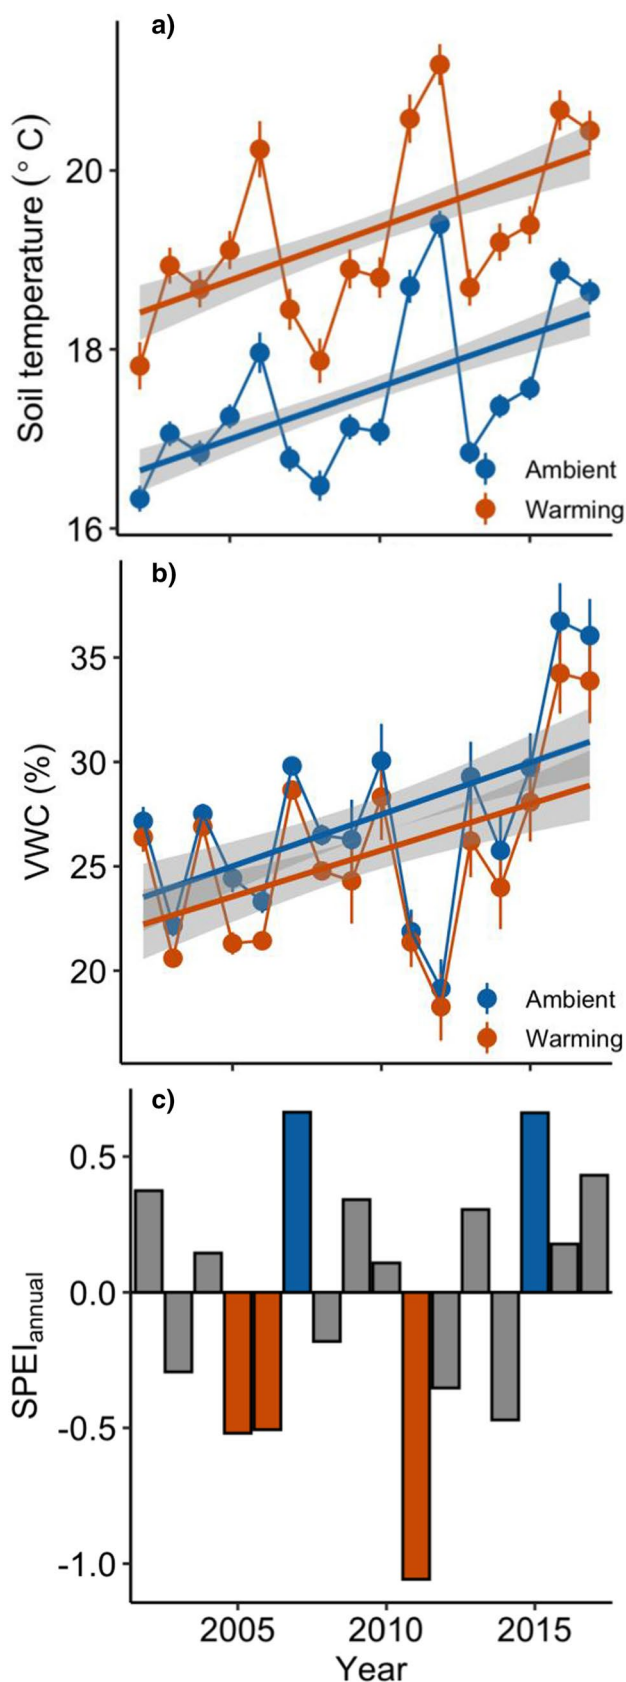 a)
Soil temperature (°C)
20
18
16
Ambient
Warming
b)
VWC (%)
35
30
25
20
Ambient
Warming
c)
SPEIannual
0.5
0.0
-0.5
-1.0
2005 2010 2015
Year